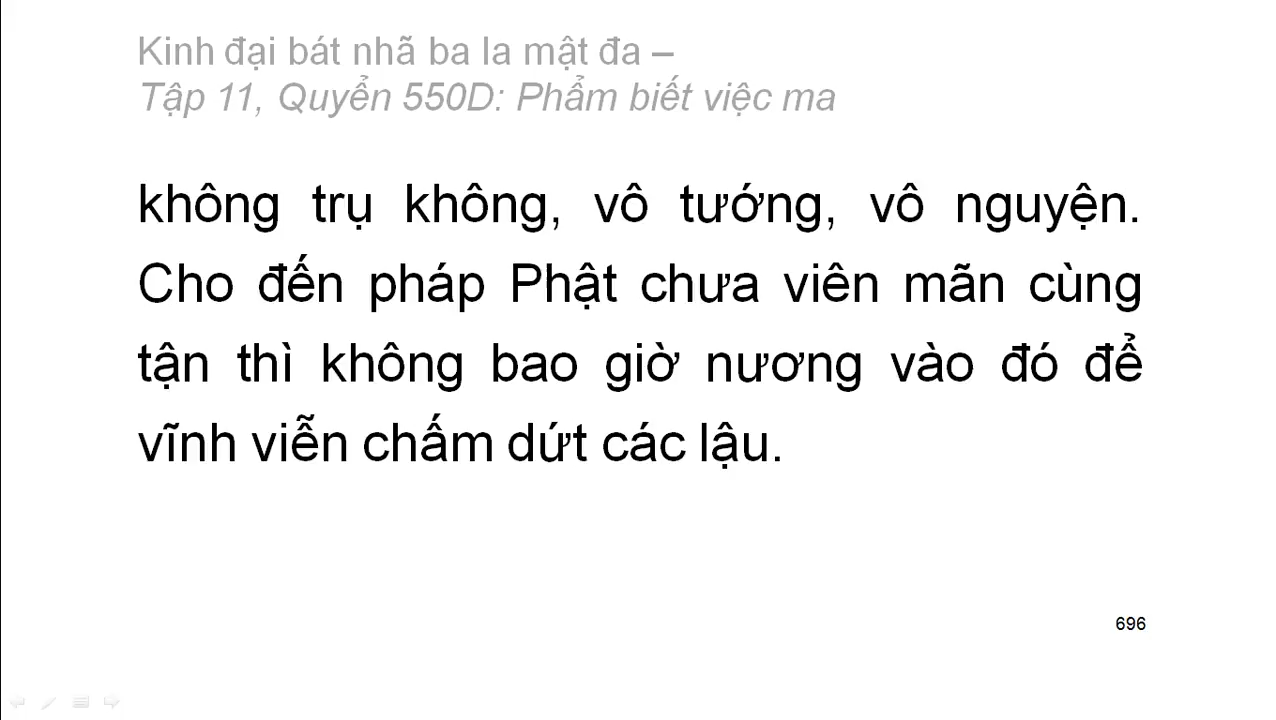 Kinh đại bát nhã ba la mật đa –
Tập 11, Quyển 550D: Phẩm biết việc ma
không trụ không, vô tướng, vô nguyện.
Cho đến pháp Phật chưa viên mãn cùng
tận thì không bao giờ nương vào đó để
vĩnh viễn chấm dứt các lậu.
696